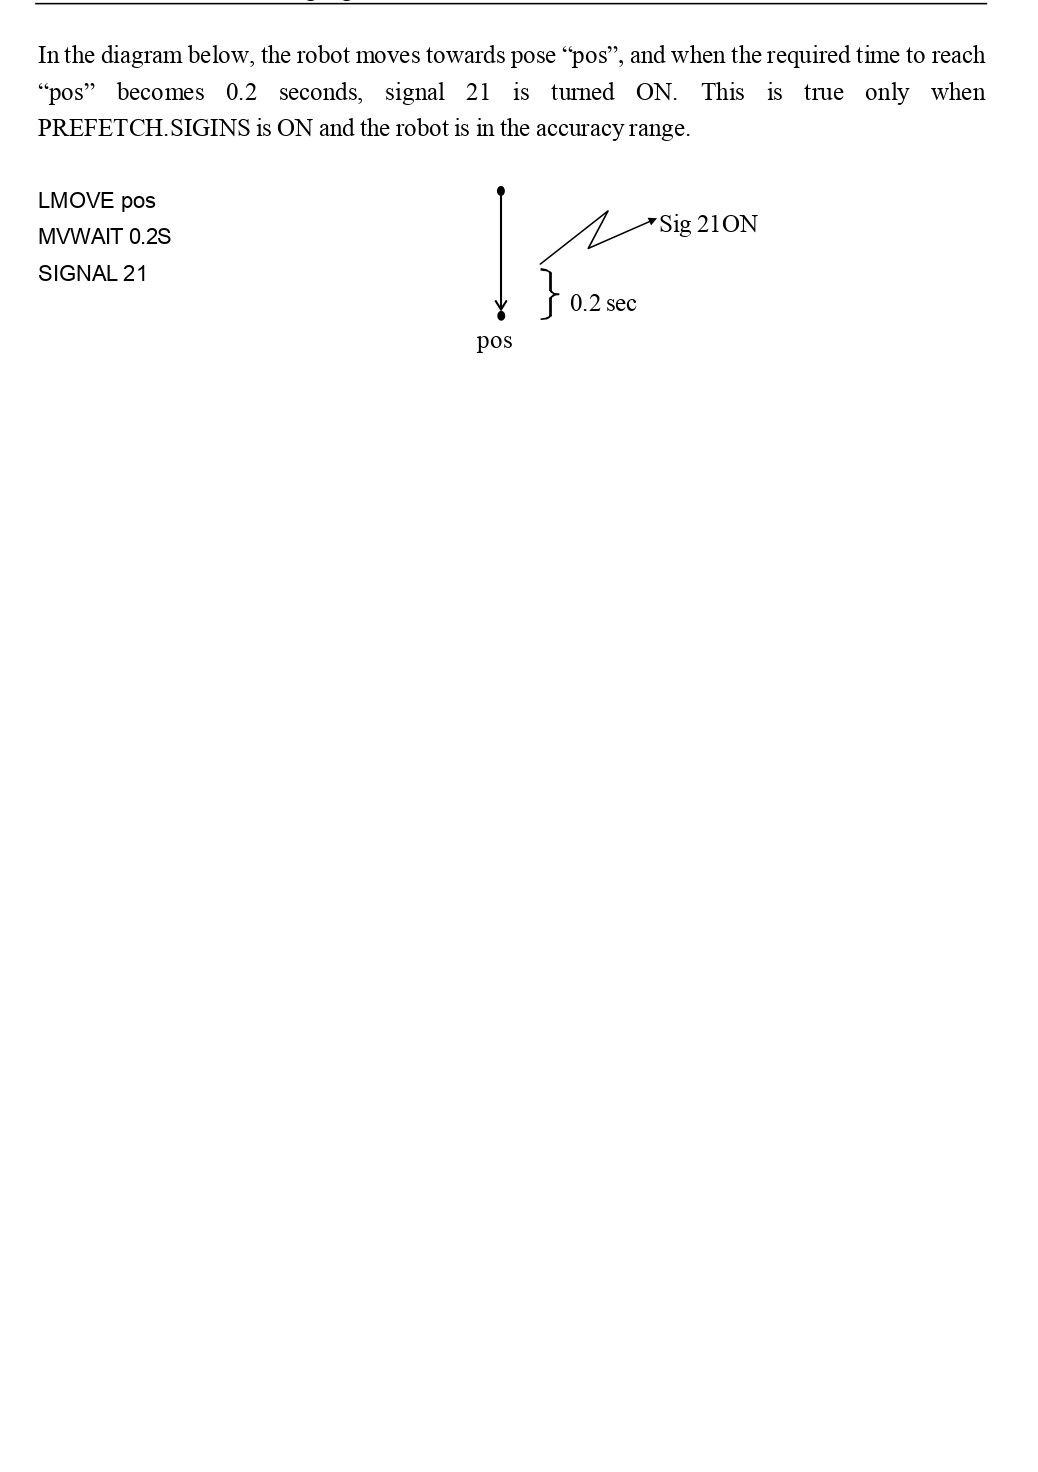 In the diagram below, the robot moves towards pose “pos”, and when the required time to reach
“pos” becomes 0.2 seconds, signal 21 is turned ON. This is true only when
PREFETCH.SIGINS is ON and the robot is in the accuracy range.
LMOVE pos
MVWAIT 0.2S
SIGNAL 21
Sig 21ON
0.2 sec
pos